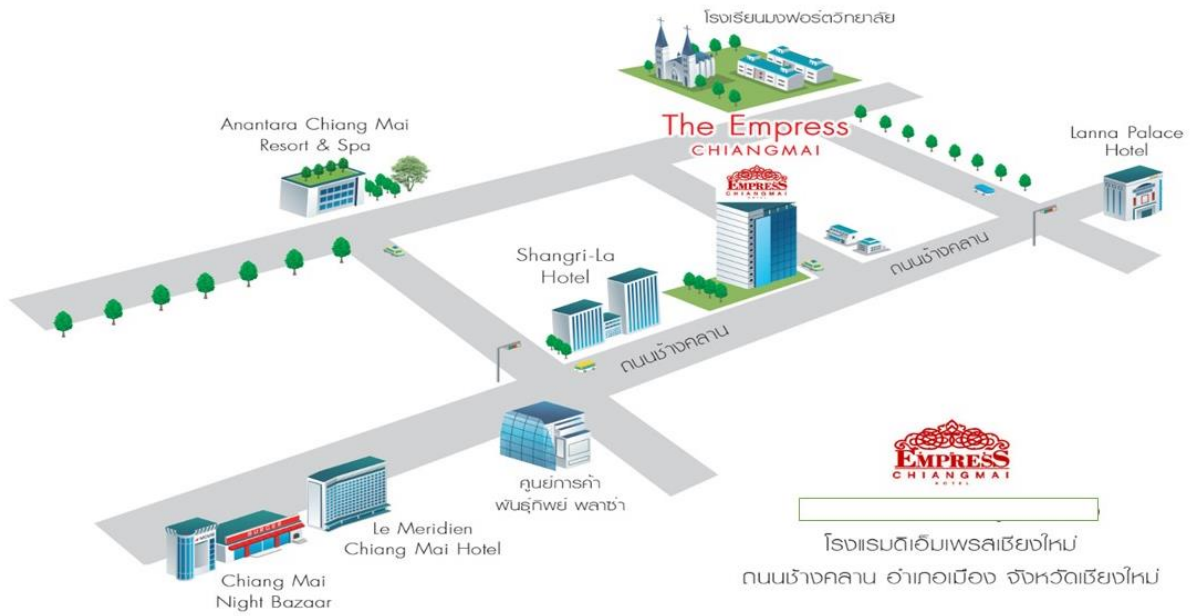 โรงเรียนมงฟอร์ตวิทยาลัย
Anantara Chiang Mai
Resort & Spa
The Empress
CHIANGMAI
EMPRESS
CHIANGMAI
HOTEL
Lanna Palace
Hotel
Shangri-La
Hotel
ถนนช้างคลาน
ถนนช้างคลาน
ศูนย์การค้า
พันธุ์ทิพย์ พลาซ่า
BURGER
Le Meridien
Chiang Mai Hotel
Chiang Mai
Night Bazaar
EMPRESS
CHIANGMAI
HOTEL
โรงแรมดิเอ็มเพรสเชียงใหม่
ถนนช้างคลาน อำเภอเมือง จังหวัดเชียงใหม่